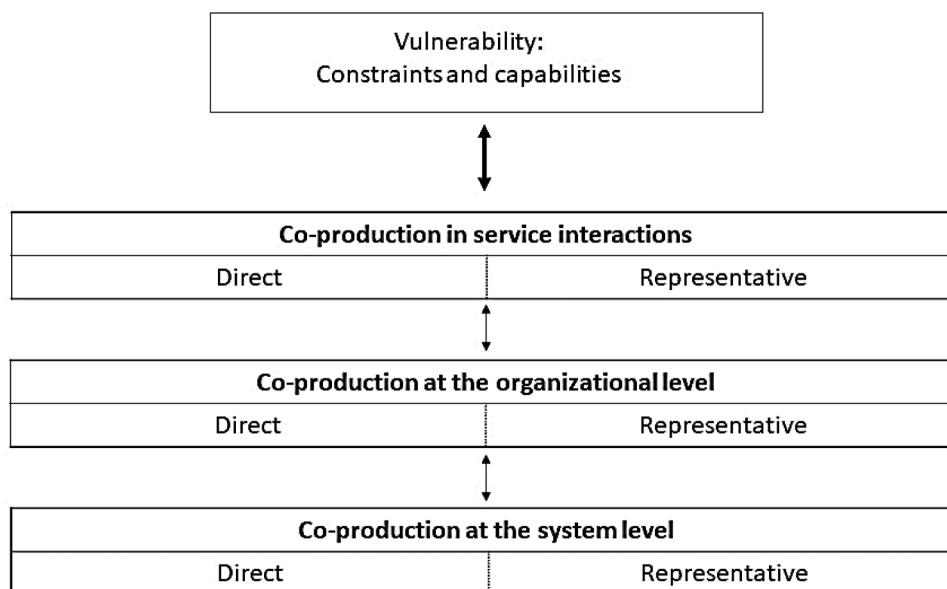 Vulnerability:
Constraints and capabilities
Co-production in service interactions
Direct Representative
Co-production at the organizational level
Direct Representative
Co-production at the system level
Direct Representative